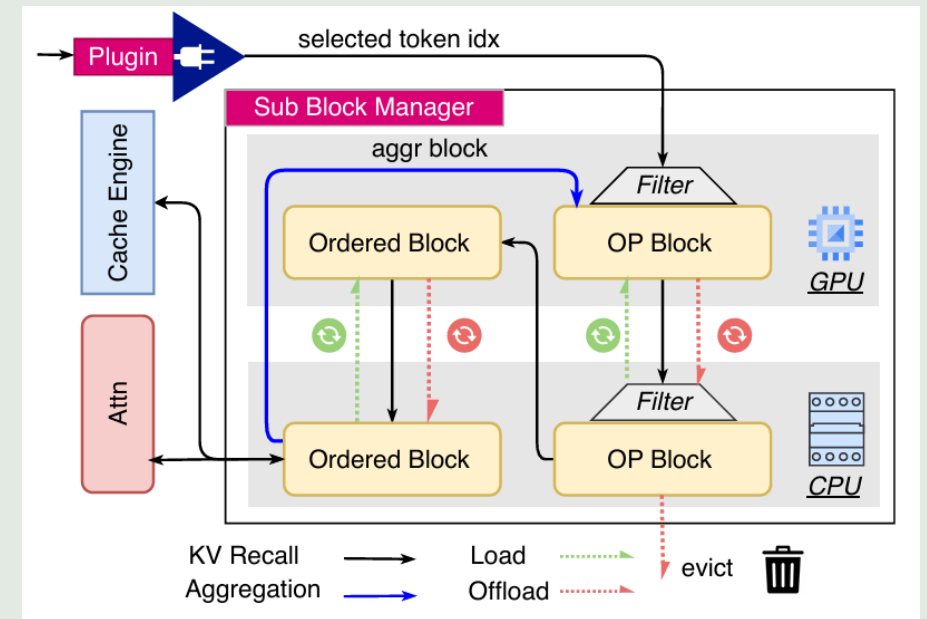 selected token idx
Plugin
Sub Block Manager
aggr block
Filter
Cache Engine
Ordered Block
OP Block
GPU
Filter
Attn
Ordered Block
OP Block
CPU
KV Recall
Load
evict
Aggregation
Offload